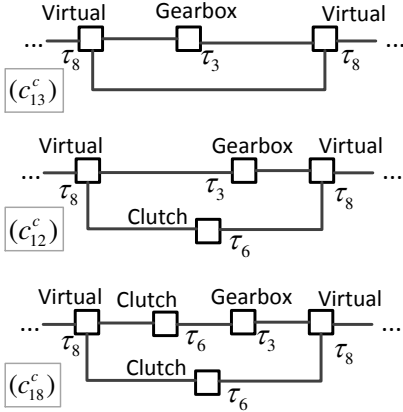 Virtual Gearbox Virtual
... τ8 τ3 τ8 ...
(c^c_13)
Virtual Gearbox Virtual
... τ8 τ3 τ8 ...
Clutch
(c^c_12) τ6
Virtual Clutch Gearbox Virtual
... τ8 τ6 τ3 τ8 ...
Clutch
(c^c_18) τ6